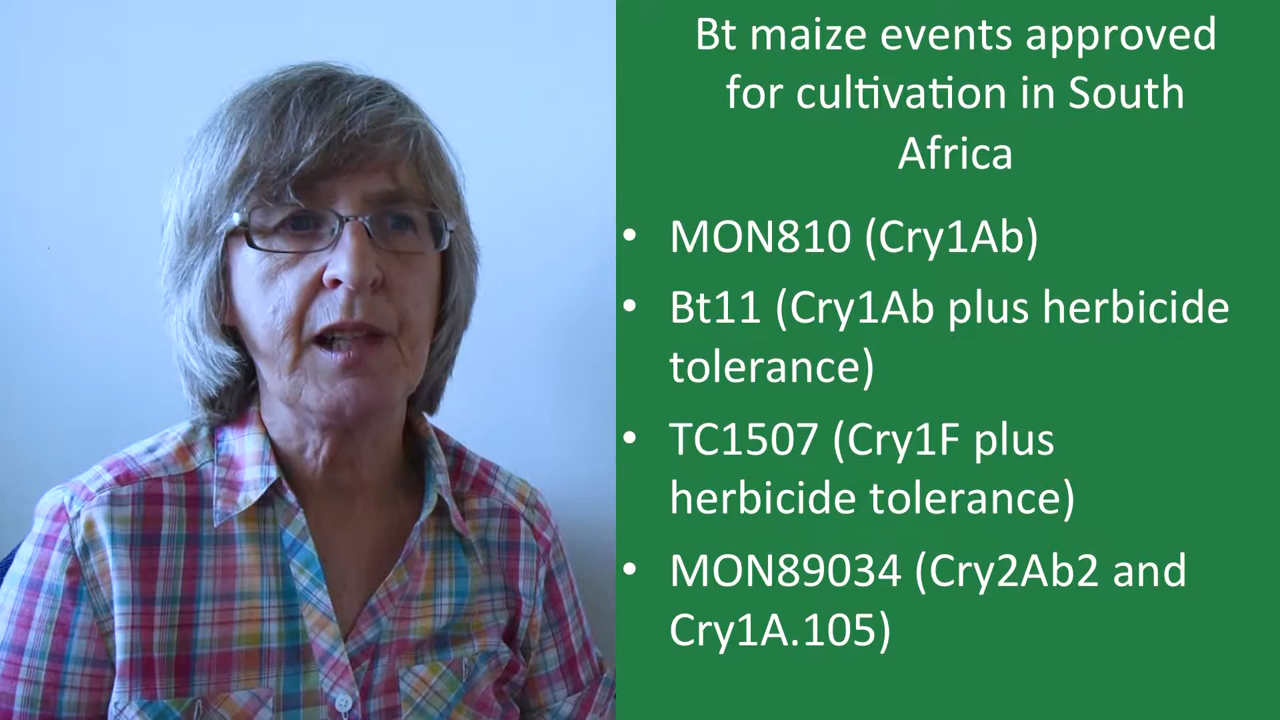 Bt maize events approved
for cultivation in South
Africa
• MON810 (Cry1Ab)
• Bt11 (Cry1Ab plus herbicide
tolerance)
• TC1507 (Cry1F plus
herbicide tolerance)
• MON89034 (Cry2Ab2 and
Cry1A.105)